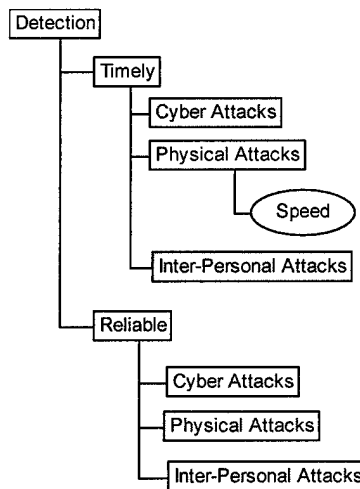 Detection
Timely
Cyber Attacks
Physical Attacks
Speed
Inter-Personal Attacks
Reliable
Cyber Attacks
Physical Attacks
Inter-Personal Attacks